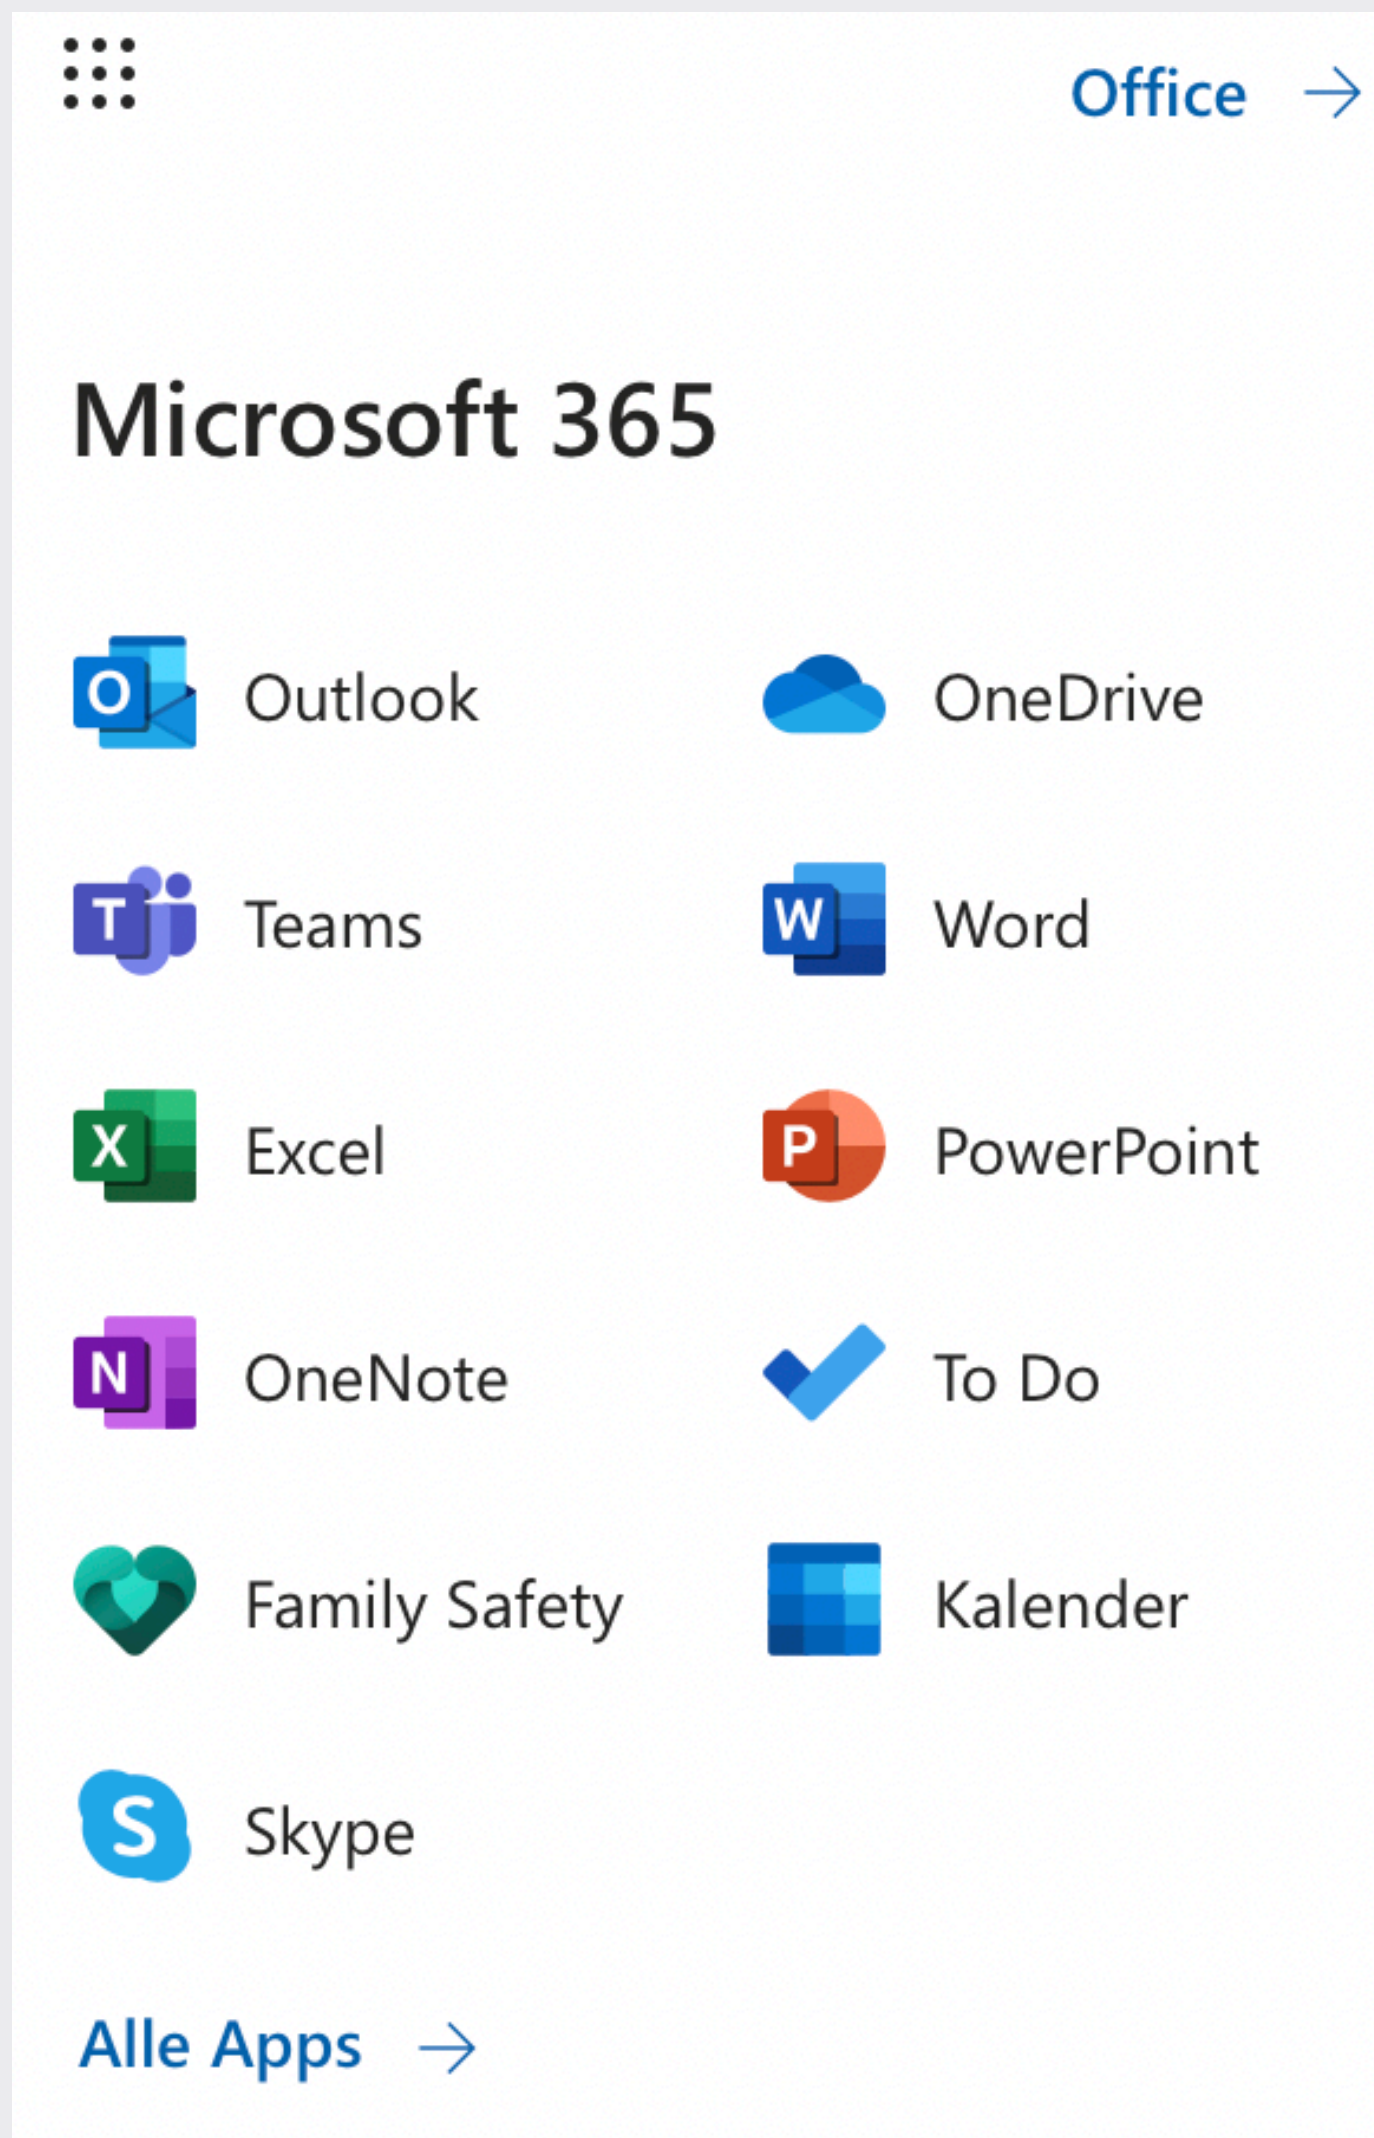 Office
Microsoft 365
Outlook
OneDrive
Teams
Word
Excel
PowerPoint
OneNote
To Do
Family Safety
Kalender
Skype
Alle Apps